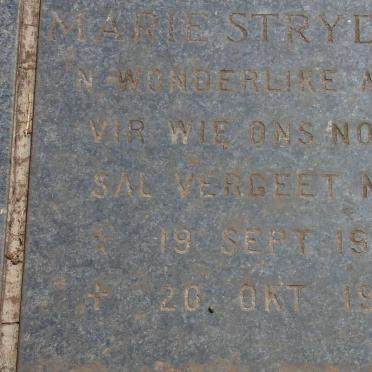 MARIE STRYD
'N WONDERLIKE
VIR WIE ONS NO
SAL VERGEET N
* 19 SEPT 19
+ 20 OKT 19